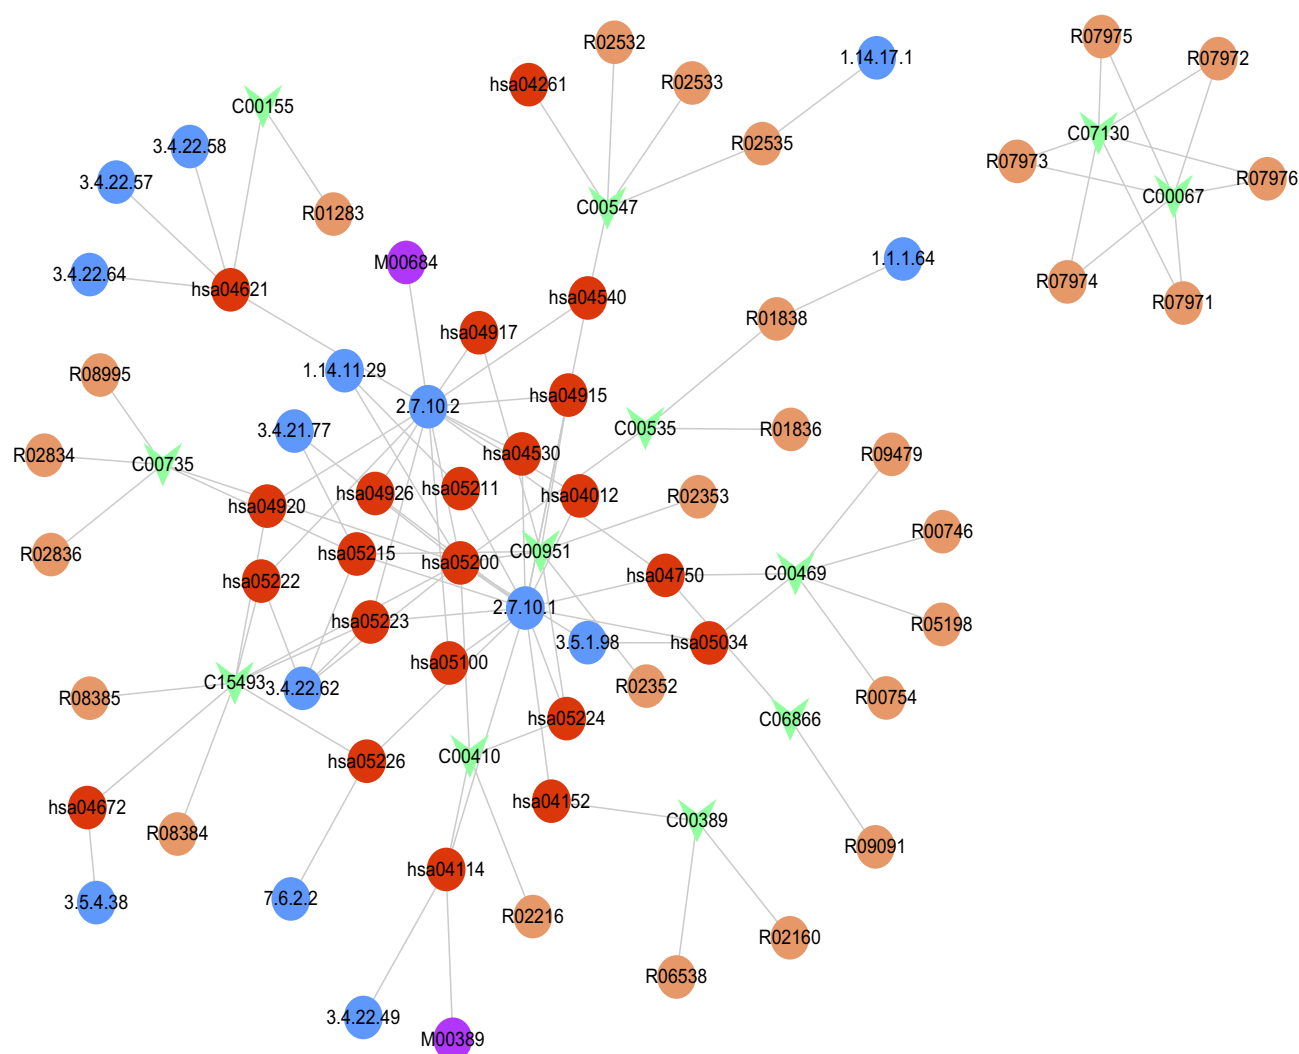 R07975
R02532
R07972
1.14.17.1
R02533
hsa04261
C00155
C07130
R02535
3.4.22.58
R07973
R07976
3.4.22.57
C00067
C00547
R01283
1.1.1.64
M00684
3.4.22.64
R07974
hsa04621
hsa04540
R07971
R01838
hsa04917
1.14.11.29
R08995
hsa04915
2.7.10.2
C00535
R01836
3.4.21.77
hsa04530
R09479
R02834
C00735
hsa05211
hsa04926
hsa04012
R02353
hsa04920
R00746
C00951
R02836
hsa05215
hsa05200
C00469
hsa04750
hsa05222
2.7.10.1
hsa05223
R05198
3.5.1.98
hsa05034
hsa05100
C15493
R02352
3.4.22.62
R08385
R00754
hsa05224
C06866
C00410
hsa05226
hsa04152
hsa04672
C00389
R08384
R09091
hsa04114
7.6.2.2
3.5.4.38
R02216
R02160
R06538
3.4.22.49
M00389